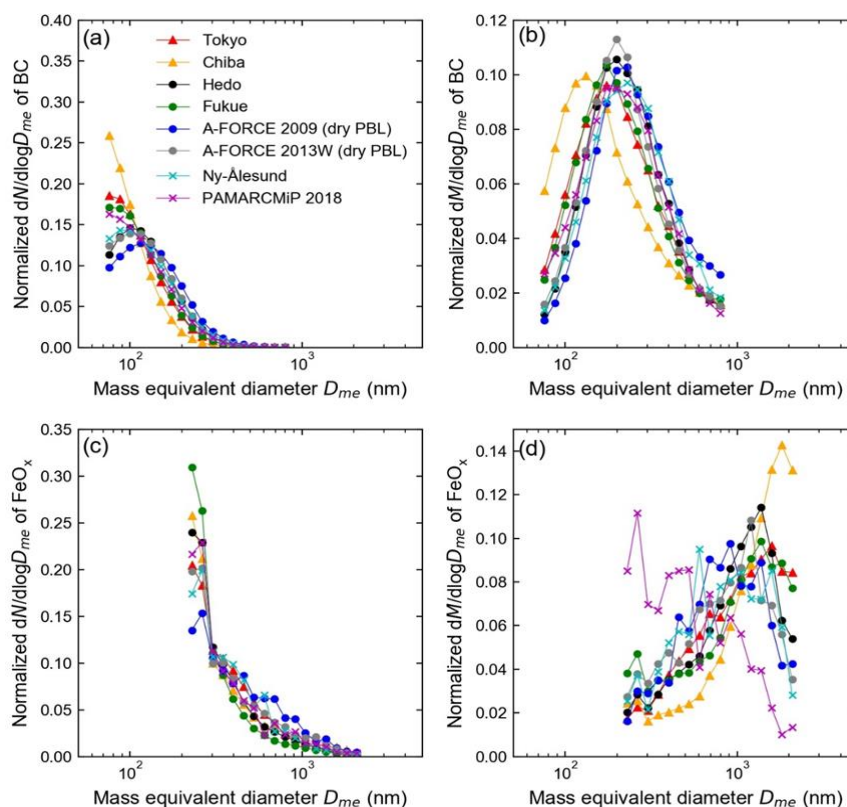 (a)
Tokyo
Chiba
Hedo
Fukue
A-FORCE 2009 (dry PBL)
A-FORCE 2013W (dry PBL)
Ny-Ålesund
PAMARCMiP 2018
0.40
0.35
0.30
0.25
0.20
0.15
0.10
0.05
0.00
Normalized dN/dlogDme of BC
10² 10³
Mass equivalent diameter Dme (nm)
(b)
0.12
0.10
0.08
0.06
0.04
0.02
0.00
Normalized dM/dlogDme of BC
10² 10³
Mass equivalent diameter Dme (nm)
(c)
0.35
0.30
0.25
0.20
0.15
0.10
0.05
0.00
Normalized dN/dlogDme of FeOx
10² 10³
Mass equivalent diameter Dme (nm)
(d)
0.14
0.12
0.10
0.08
0.06
0.04
0.02
0.00
Normalized dM/dlogDme of FeOx
10² 10³
Mass equivalent diameter Dme (nm)